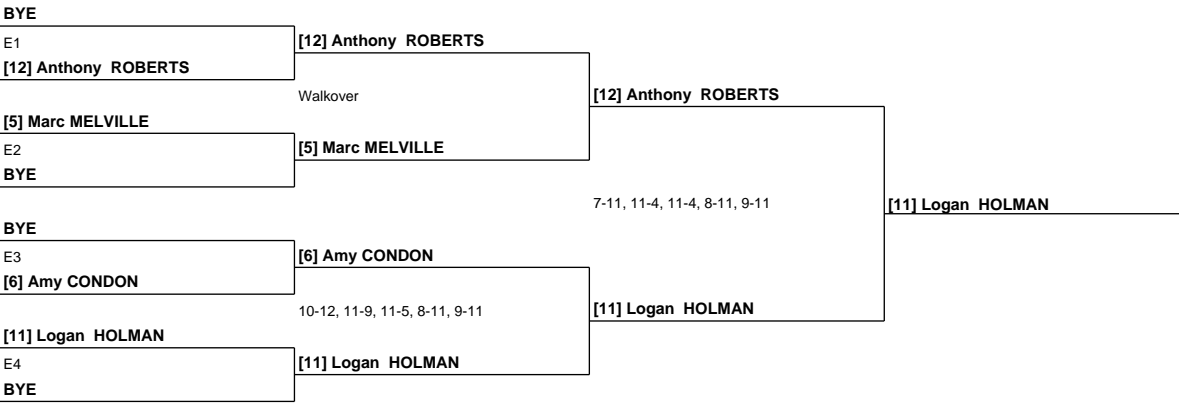 BYE
E1
[12] Anthony ROBERTS
[12] Anthony ROBERTS
Walkover
[12] Anthony ROBERTS
[5] Marc MELVILLE
E2
[5] Marc MELVILLE
BYE
7-11, 11-4, 11-4, 8-11, 9-11
[11] Logan HOLMAN
BYE
E3
[6] Amy CONDON
[6] Amy CONDON
10-12, 11-9, 11-5, 8-11, 9-11
[11] Logan HOLMAN
[11] Logan HOLMAN
E4
[11] Logan HOLMAN
BYE